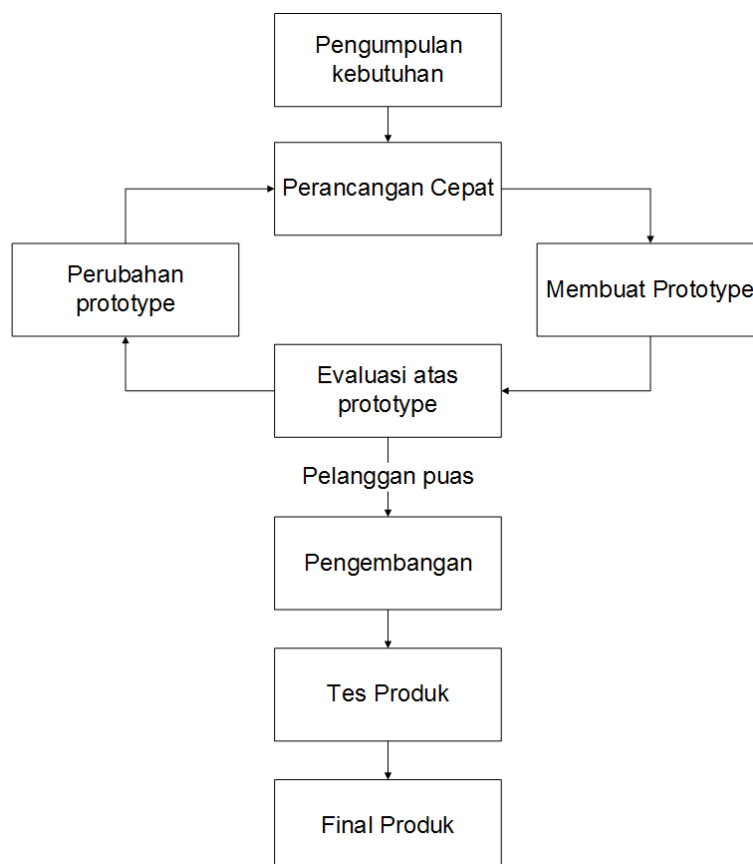 Pengumpulan
kebutuhan
Perancangan Cepat
Perubahan
prototype
Membuat Prototype
Evaluasi atas
prototype
Pelanggan puas
Pengembangan
Tes Produk
Final Produk